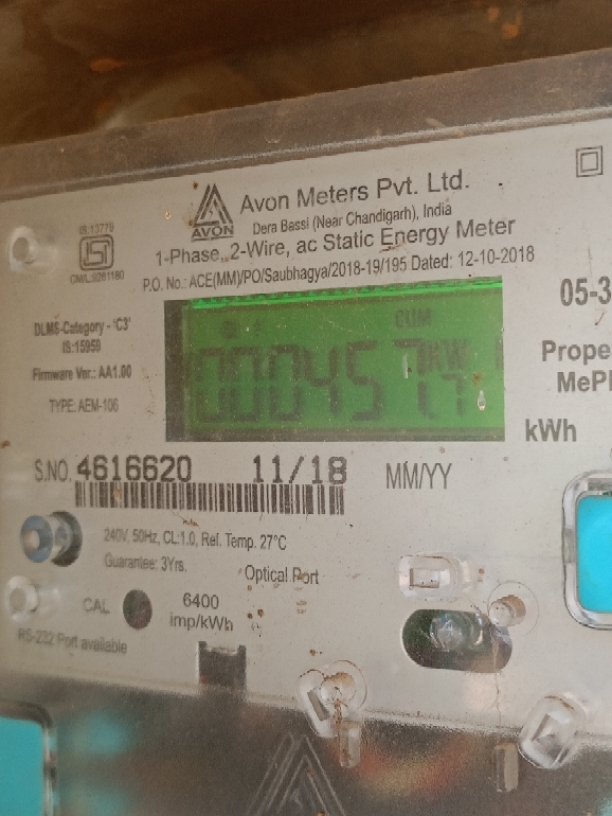 Avon Meters Pvt. Ltd.
AVON
Dera Bassi (Near Chandigarh), India
1-Phase, 2-Wire, ac Static Energy Meter
P.O. No.: ACE(MM)/PO/Saubhagya/2018-19/195 Dated: 12-10-2018
IS:13779
ISI
CM/L:9261180
05-3
DLMS-Category - 'C3'
IS:15959
Firmware Ver.: AA1.00
TYPE: AEM-106
CUM
KW
Prope
MePI
kWh
S.NO. 4616620 11/18 MM/YY
240V, 50Hz, CL:1.0, Ref. Temp. 27°C
Guarantee: 3Yrs.
Optical Port
CAL
6400
imp/kWh
RS-232 Port available